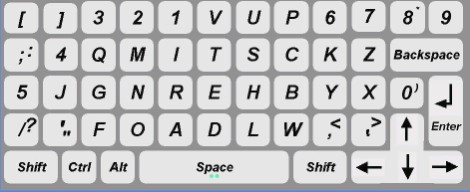 [ ] 3 2 1 V U P 6 7 8* 9
;: 4 Q M I T S C K Z Backspace
5 J G N R E H B Y X 0)
/? '" F O A D L W ,< .> Enter
Shift Ctrl Alt Space Shift